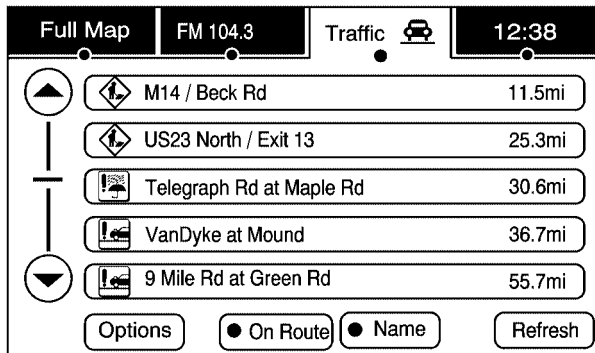 Full Map FM 104.3 Traffic 12:38
M14 / Beck Rd 11.5mi
US23 North / Exit 13 25.3mi
Telegraph Rd at Maple Rd 30.6mi
VanDyke at Mound 36.7mi
9 Mile Rd at Green Rd 55.7mi
Options On Route Name Refresh